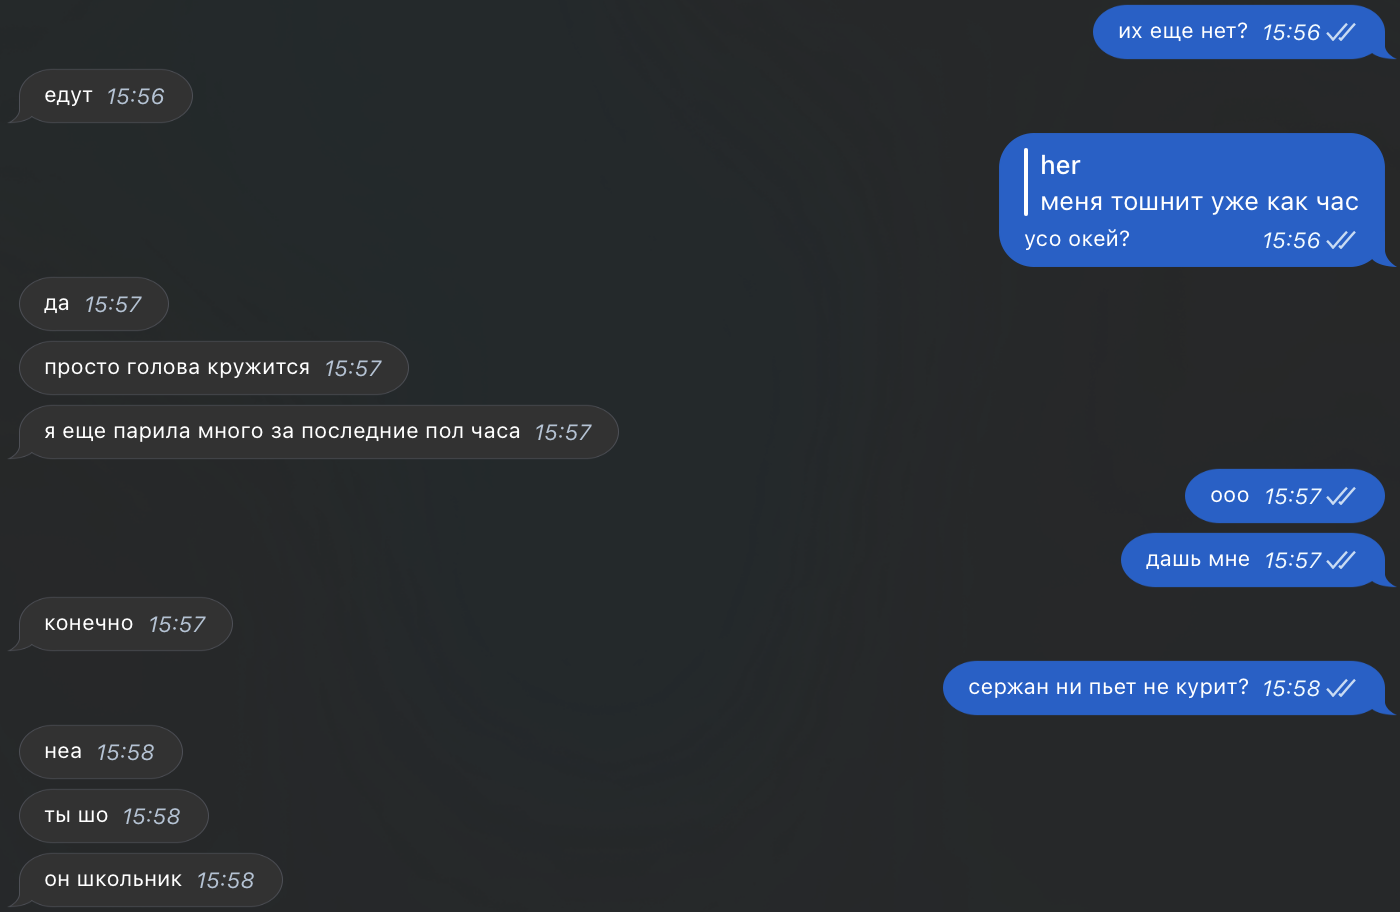 их еще нет? 15:56
едут 15:56
her
меня тошнит уже как час
усо окей? 15:56
да 15:57
просто голова кружится 15:57
я еще парила много за последние пол часа 15:57
ооо 15:57
дашь мне 15:57
конечно 15:57
сержан ни пьет не курит? 15:58
неа 15:58
ты шо 15:58
он школьник 15:58